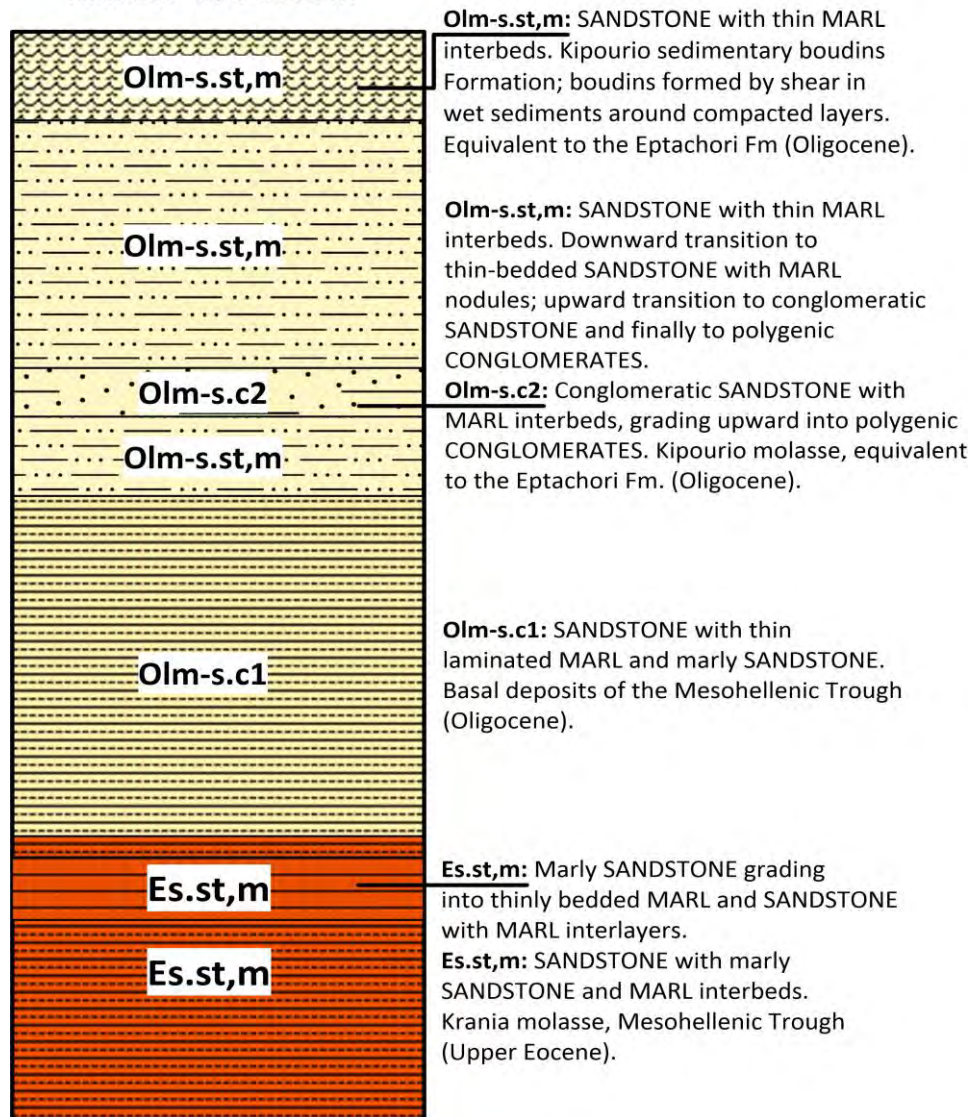 Olm-s.st,m
Olm-s.st,m
Olm-s.c2
Olm-s.st,m
Olm-s.c1
Es.st,m
Es.st,m
Olm-s.st,m: SANDSTONE with thin MARL
interbeds. Kipourio sedimentary boudins
Formation; boudins formed by shear in
wet sediments around compacted layers.
Equivalent to the Eptachori Fm (Oligocene).
Olm-s.st,m: SANDSTONE with thin MARL
interbeds. Downward transition to
thin-bedded SANDSTONE with MARL
nodules; upward transition to conglomeratic
SANDSTONE and finally to polygenic
CONGLOMERATES.
Olm-s.c2: Conglomeratic SANDSTONE with
MARL interbeds, grading upward into polygenic
CONGLOMERATES. Kipourio molasse, equivalent
to the Eptachori Fm. (Oligocene).
Olm-s.c1: SANDSTONE with thin
laminated MARL and marly SANDSTONE.
Basal deposits of the Mesohellenic Trough
(Oligocene).
Es.st,m: Marly SANDSTONE grading
into thinly bedded MARL and SANDSTONE
with MARL interlayers.
Es.st,m: SANDSTONE with marly
SANDSTONE and MARL interbeds.
Krania molasse, Mesohellenic Trough
(Upper Eocene).